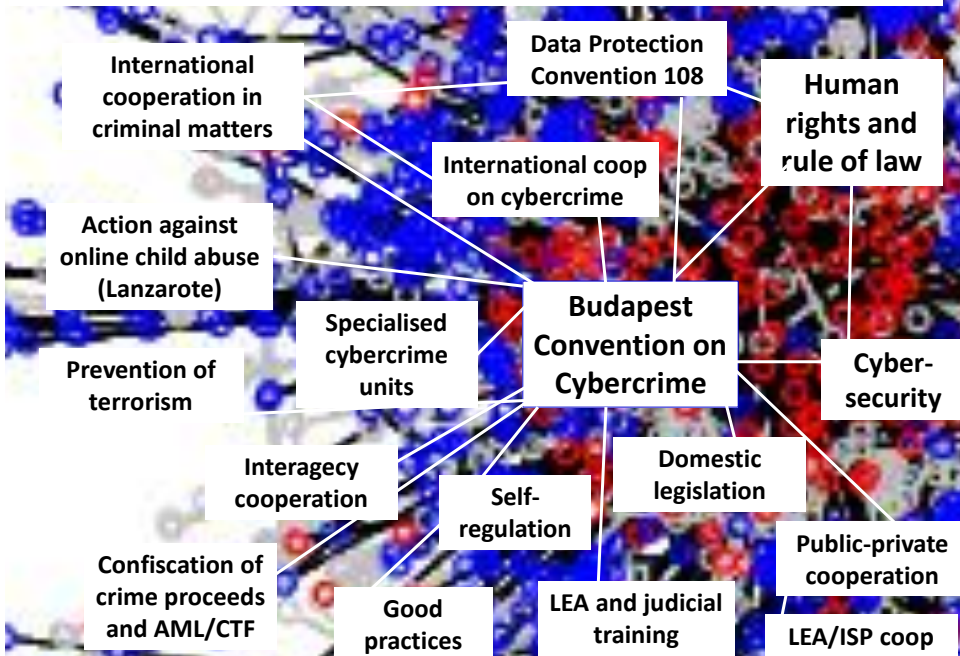 International
cooperation in
criminal matters
Data Protection
Convention 108
Human
rights and
rule of law
International coop
on cybercrime
Action against
online child abuse
(Lanzarote)
Budapest
Convention on
Cybercrime
Specialised
cybercrime
units
Prevention of
terrorism
Cyber-
security
Interagecy
cooperation
Self-
regulation
Domestic
legislation
Public-private
cooperation
Confiscation of
crime proceeds
and AML/CTF
Good
practices
LEA and judicial
training
LEA/ISP coop